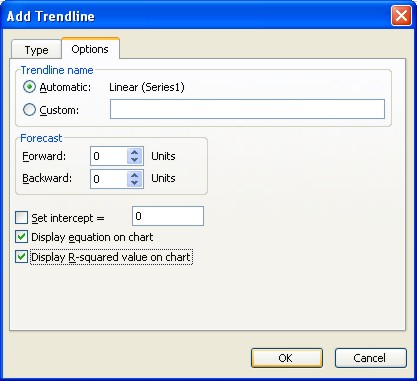 Add Trendline
Type Options
Trendline name
Automatic: Linear (Series1)
Custom:
Forecast
Forward: 0 Units
Backward: 0 Units
Set intercept = 0
Display equation on chart
Display R-squared value on chart
OK Cancel